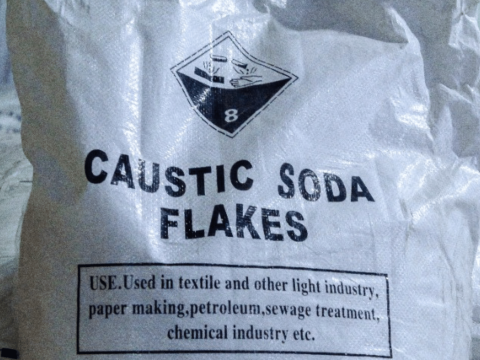 8
CAUSTIC SODA
FLAKES
USE.Used in textile and other light industry,
paper making,petroleum,sewage treatment,
chemical industry etc.